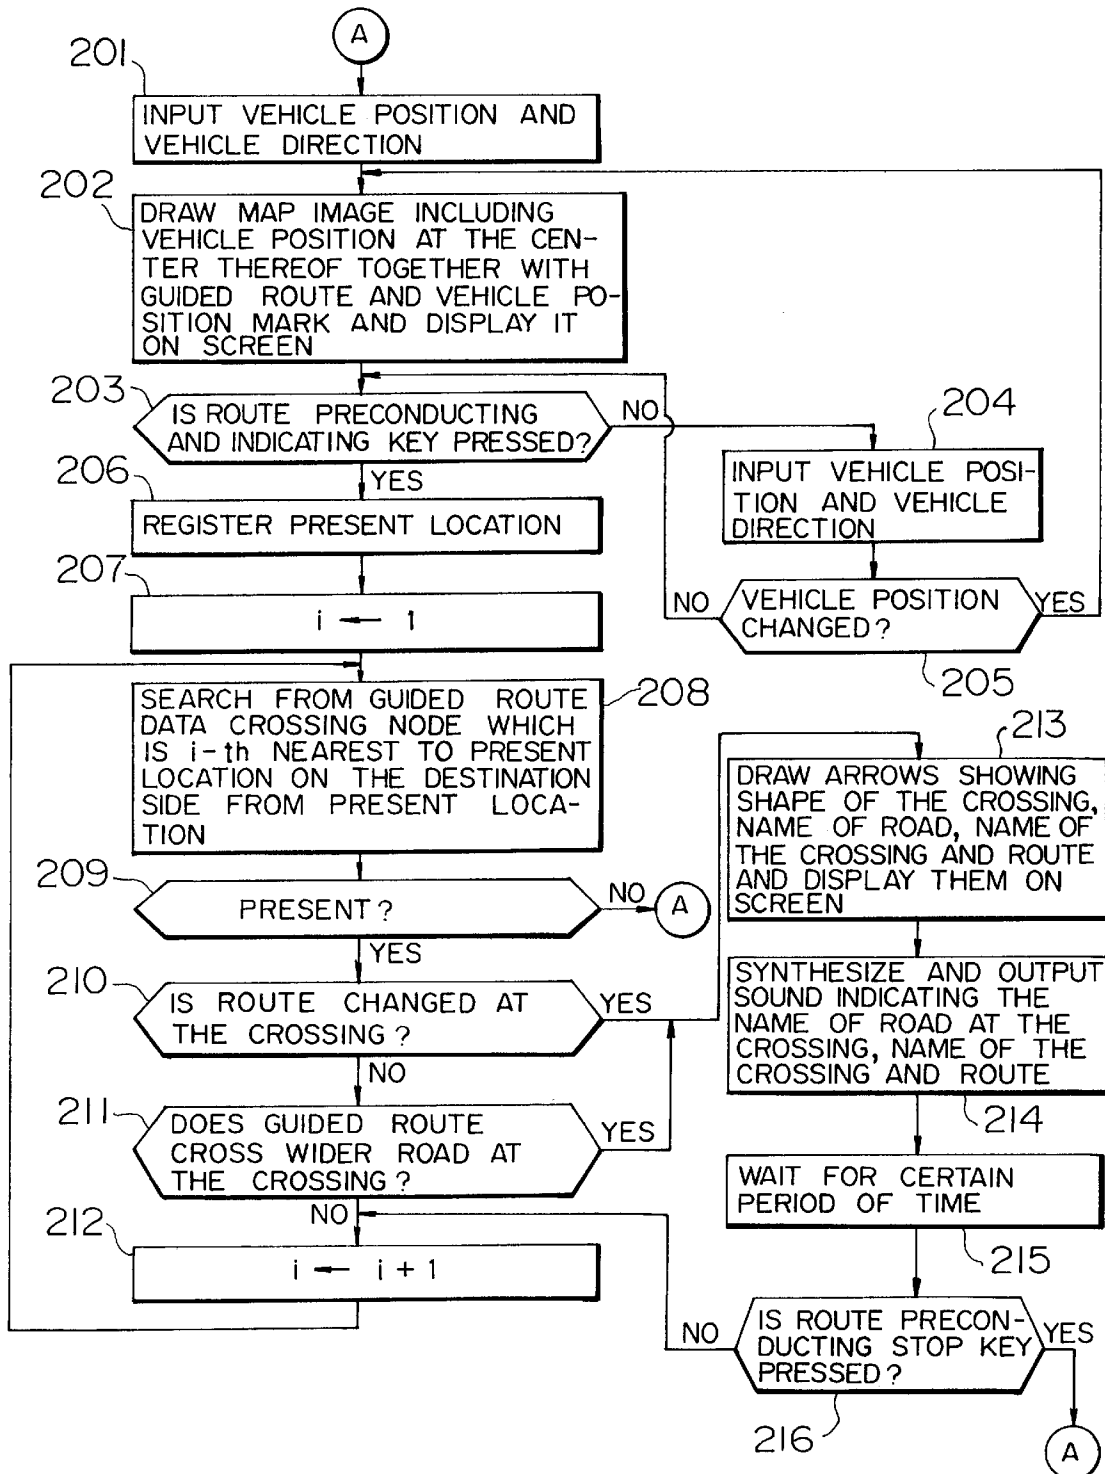 A
201
INPUT VEHICLE POSITION AND
VEHICLE DIRECTION
202
DRAW MAP IMAGE INCLUDING
VEHICLE POSITION AT THE CEN-
TER THEREOF TOGETHER WITH
GUIDED ROUTE AND VEHICLE PO-
SITION MARK AND DISPLAY IT
ON SCREEN
203
IS ROUTE PRECONDUCTING
AND INDICATING KEY PRESSED?
NO
YES
204
INPUT VEHICLE POSI-
TION AND VEHICLE
DIRECTION
NO
VEHICLE POSITION
CHANGED?
YES
205
206
REGISTER PRESENT LOCATION
207
i ← 1
208
SEARCH FROM GUIDED ROUTE
DATA CROSSING NODE WHICH
IS i-th NEAREST TO PRESENT
LOCATION ON THE DESTINATION
SIDE FROM PRESENT LOCA-
TION
209
PRESENT?
NO
A
YES
210
IS ROUTE CHANGED AT
THE CROSSING?
YES
NO
211
DOES GUIDED ROUTE
CROSS WIDER ROAD AT
THE CROSSING?
YES
NO
212
i ← i + 1
213
DRAW ARROWS SHOWING
SHAPE OF THE CROSSING,
NAME OF ROAD, NAME OF
THE CROSSING AND ROUTE
AND DISPLAY THEM ON
SCREEN
SYNTHESIZE AND OUTPUT
SOUND INDICATING THE
NAME OF ROAD AT THE
CROSSING, NAME OF THE
CROSSING AND ROUTE
214
WAIT FOR CERTAIN
PERIOD OF TIME
215
NO
IS ROUTE PRECON-
DUCTING STOP KEY
PRESSED?
YES
216
A